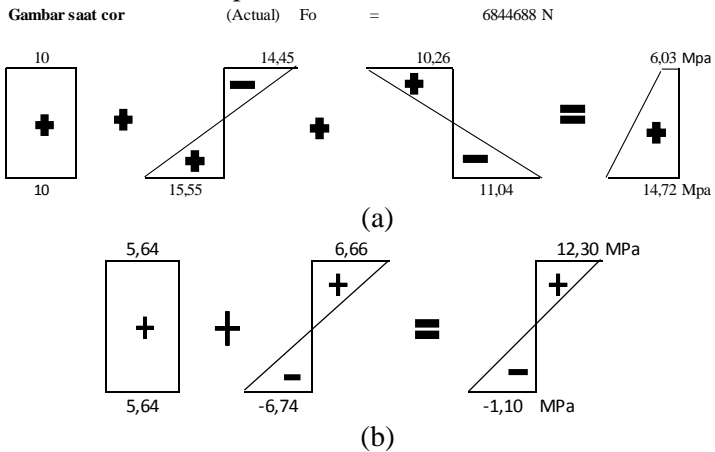 Gambar saat cor (Actual) Fo = 6844688 N
10 14,45 10,26 6,03 Mpa
10 15,55 11,04 14,72 Mpa
(a)
5,64 6,66 12,30 MPa
5,64 -6,74 -1,10 MPa
(b)